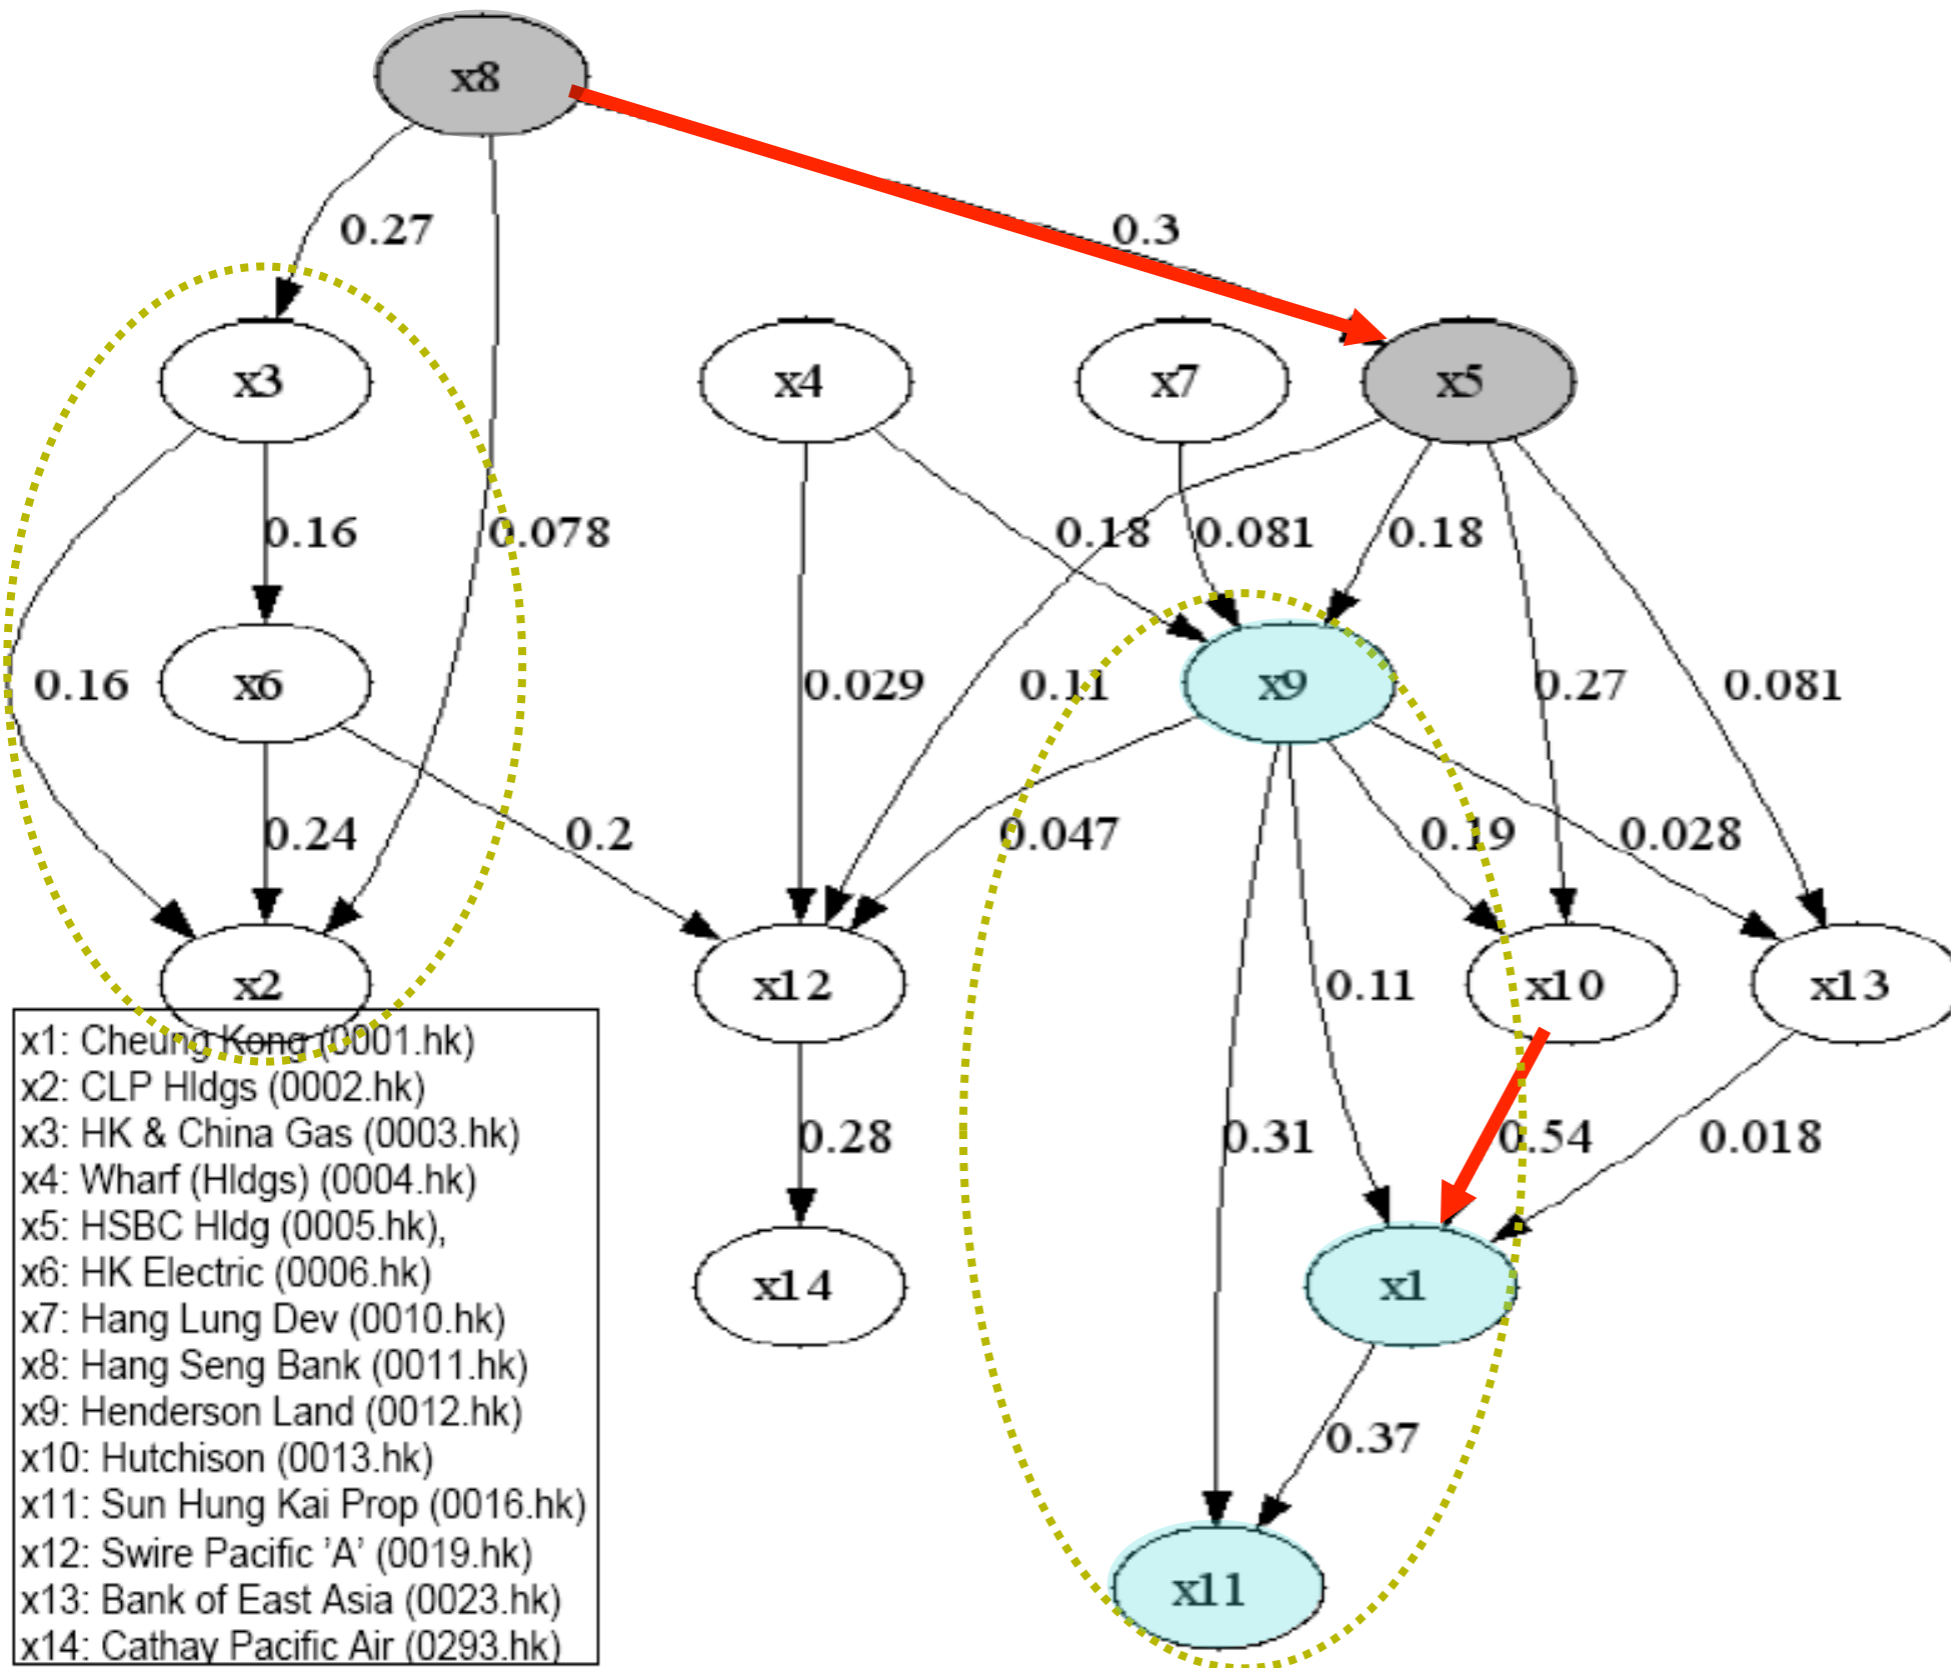 x8
0.27
0.3
x3
x4
x7
x5
0.16
0.078
0.18
0.081
0.18
0.16
x6
0.029
0.11
x9
0.27
0.081
0.24
0.2
0.047
0.19
0.028
x2
x12
0.11
x10
x13
0.28
0.31
0.54
0.018
x14
x1
0.37
x11
x1: Cheung Kong (0001.hk)
x2: CLP Hldgs (0002.hk)
x3: HK & China Gas (0003.hk)
x4: Wharf (Hldgs) (0004.hk)
x5: HSBC Hldg (0005.hk),
x6: HK Electric (0006.hk)
x7: Hang Lung Dev (0010.hk)
x8: Hang Seng Bank (0011.hk)
x9: Henderson Land (0012.hk)
x10: Hutchison (0013.hk)
x11: Sun Hung Kai Prop (0016.hk)
x12: Swire Pacific 'A' (0019.hk)
x13: Bank of East Asia (0023.hk)
x14: Cathay Pacific Air (0293.hk)